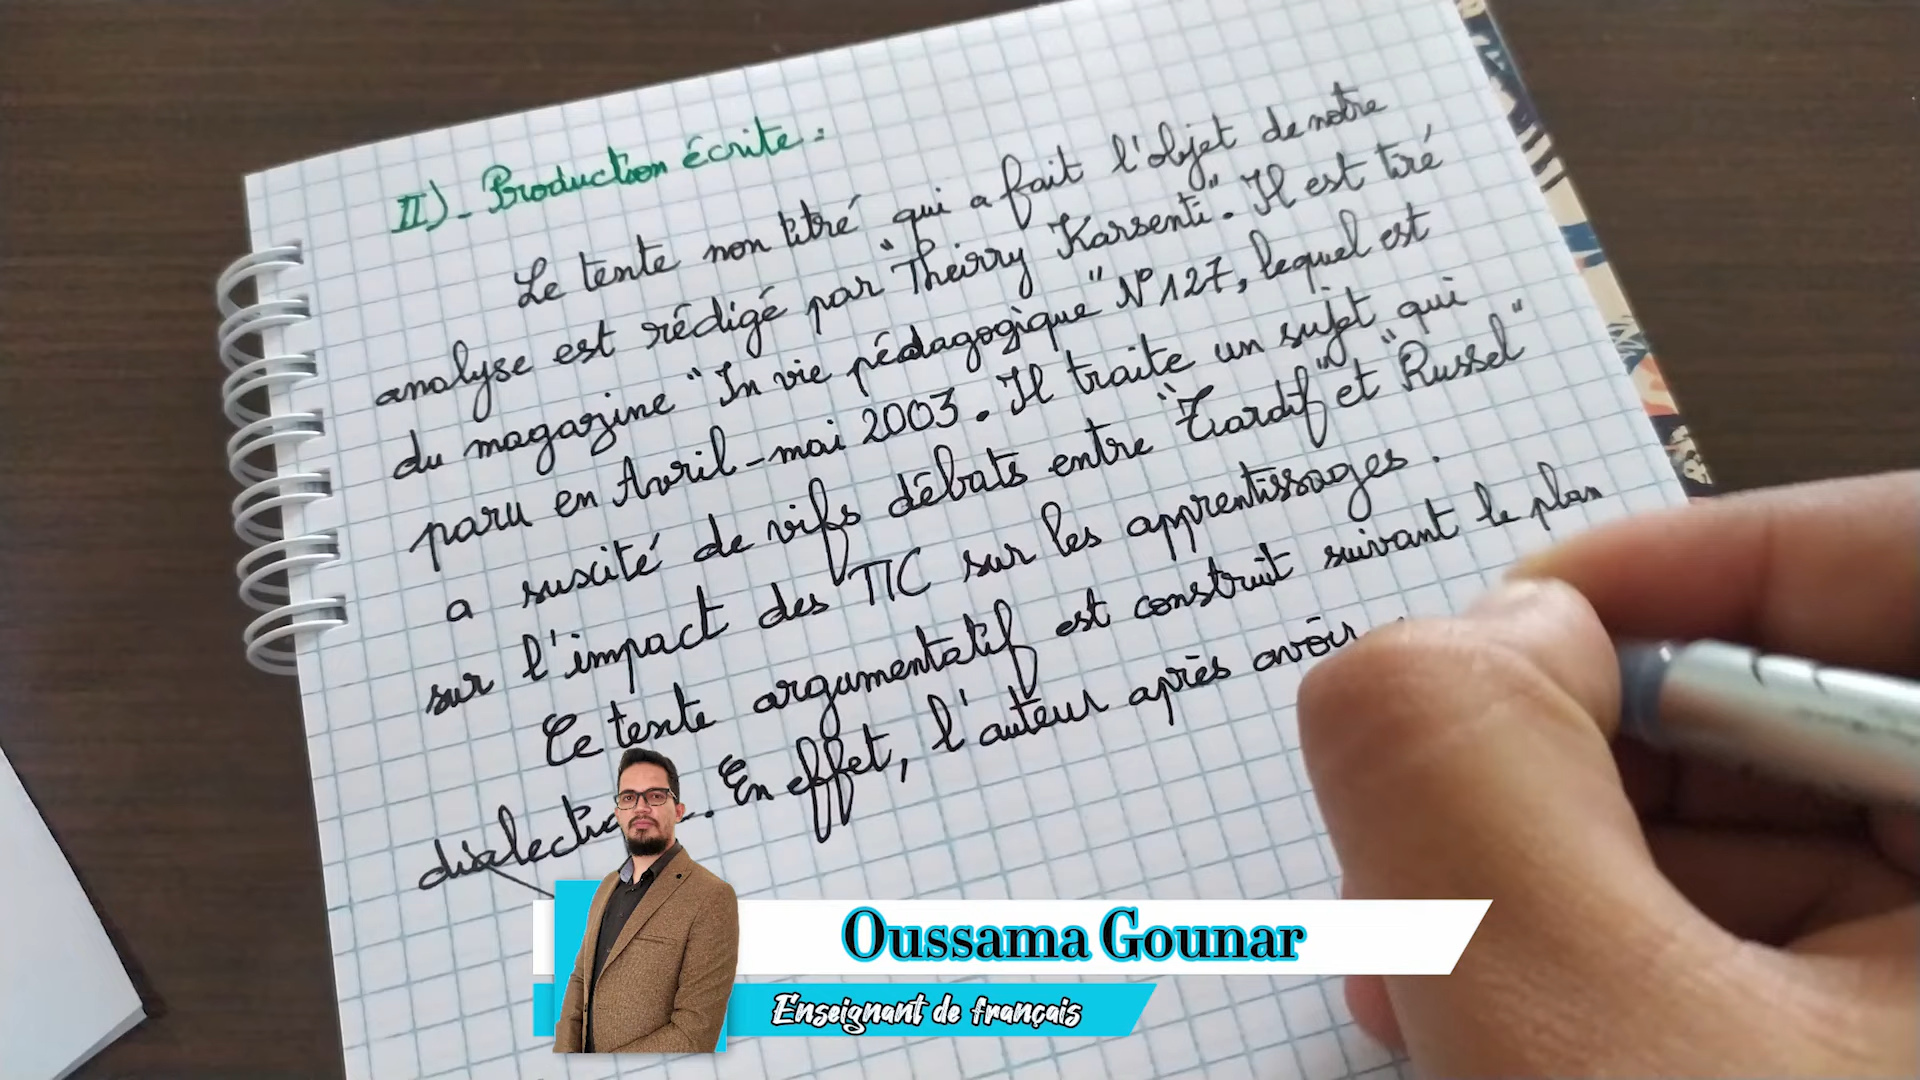 II)_ Production écrite :
Le texte non titré qui a fait l'objet de notre
analyse est rédigé par "Theirry Karsenti". Il est tiré
du magazine "In vie pédagogique" N°127, lequel est
paru en Avril-mai 2003. Il traite un sujet qui
a suscité de vifs débats entre "Tardif" et "Russel"
sur l'impact des TIC sur les apprentissages.
Ce texte argumentatif est construit suivant le plan
En effet, l'auteur après avoir
Oussama Gounar
Enseignant de français